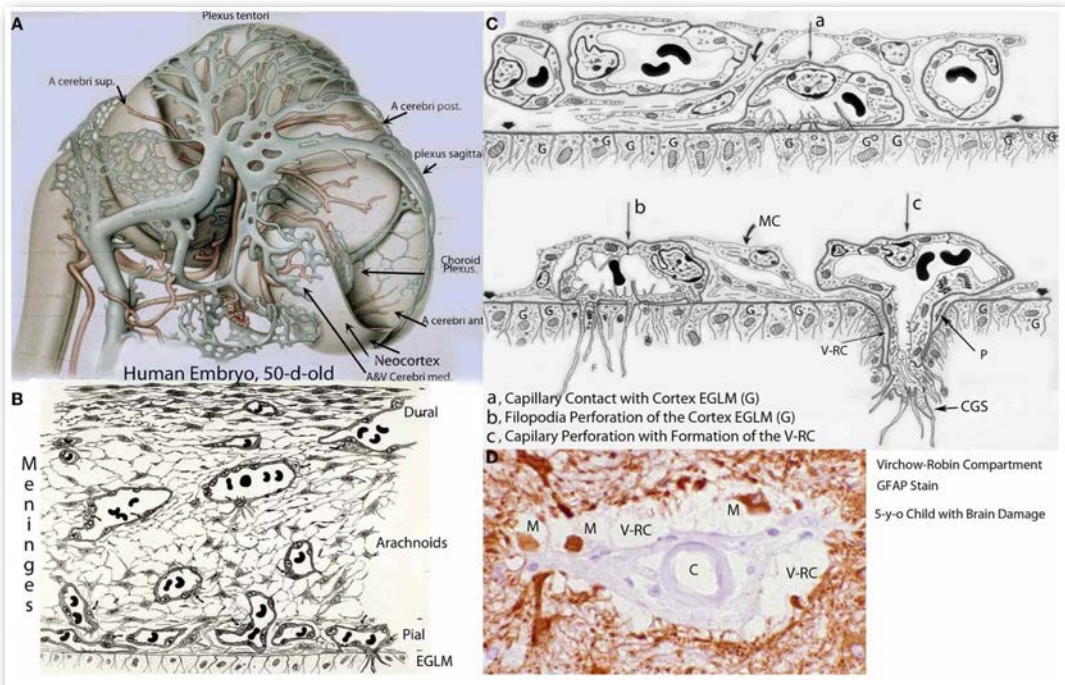 A
Plexus tentori
A cerebri sup.
A cerebri post.
plexus sagittal
Choroid
Plexus.
A cerebri ant
Neocortex
A&V Cerebri med.
Human Embryo, 50-d-old
B
Meninges
Dural
Arachnoids
Pial
EGLM
C
a
G G G G G G G G
b
MC
c
G G G G G G G
F
V-RC
P
CGS
a, Capillary Contact with Cortex EGLM (G)
b, Filopodia Perforation of the Cortex EGLM (G)
c, Capilary Perforation with Formation of the V-RC
D
M M V-RC M
C V-RC
Virchow-Robin Compartment
GFAP Stain
5-y-o Child with Brain Damage